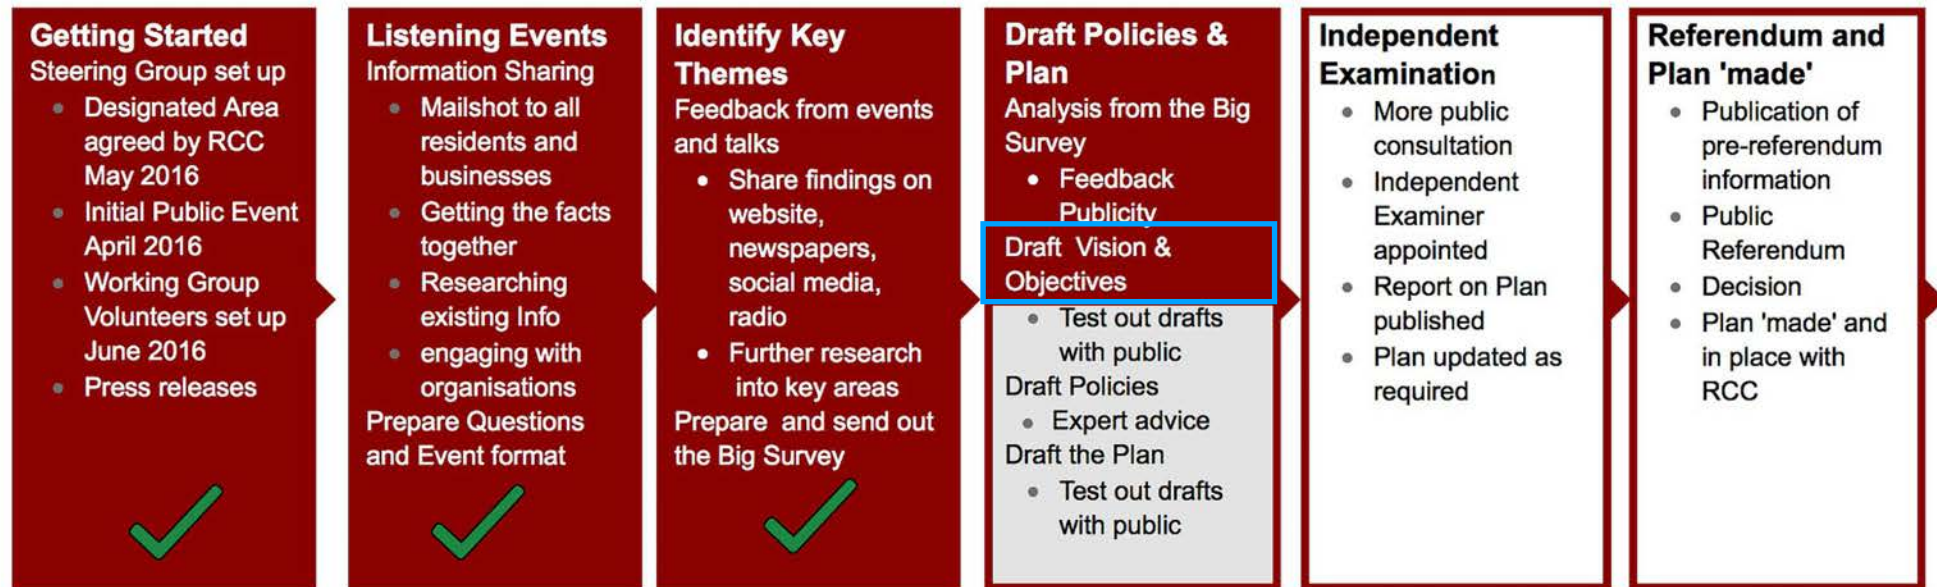 Getting Started
Steering Group set up
Designated Area
agreed by RCC
May 2016
Initial Public Event
April 2016
Working Group
Volunteers set up
June 2016
Press releases
Listening Events
Information Sharing
Mailshot to all
residents and
businesses
Getting the facts
together
Researching
existing Info
engaging with
organisations
Prepare Questions
and Event format
Identify Key
Themes
Feedback from events
and talks
Share findings on
website,
newspapers,
social media,
radio
Further research
into key areas
Prepare and send out
the Big Survey
Draft Policies &
Plan
Analysis from the Big
Survey
Feedback
Publicity
Draft Vision &
Objectives
Test out drafts
with public
Draft Policies
Expert advice
Draft the Plan
Test out drafts
with public
Independent
Examination
More public
consultation
Independent
Examiner
appointed
Report on Plan
published
Plan updated as
required
Referendum and
Plan 'made'
Publication of
pre-referendum
information
Public
Referendum
Decision
Plan 'made' and
in place with
RCC